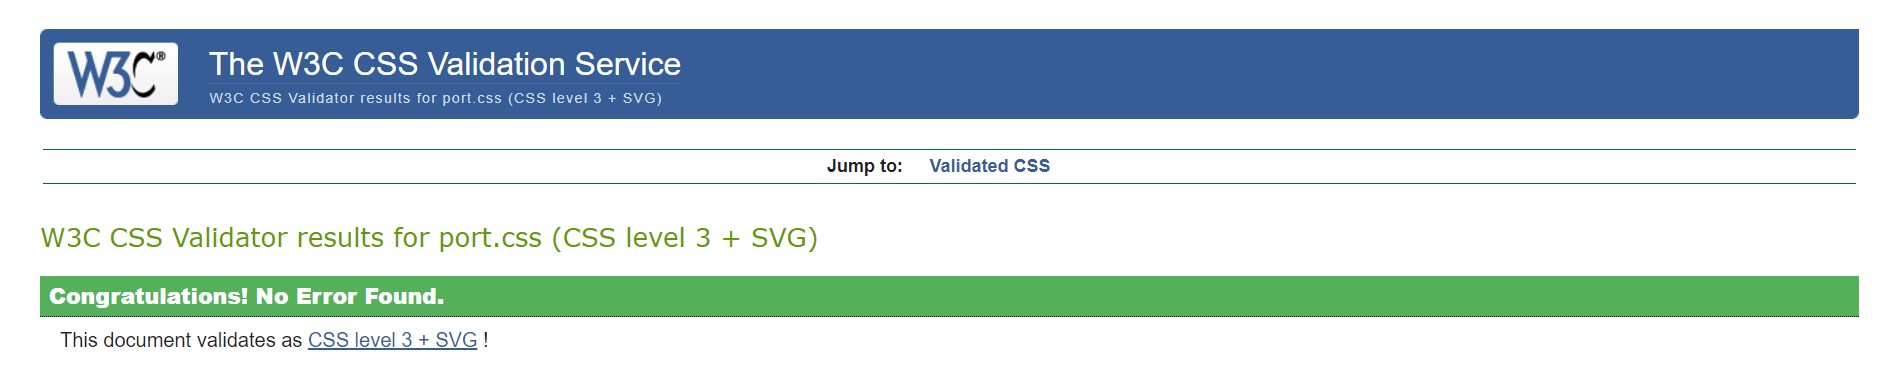 W3C®
The W3C CSS Validation Service
W3C CSS Validator results for port.css (CSS level 3 + SVG)
Jump to: Validated CSS
W3C CSS Validator results for port.css (CSS level 3 + SVG)
Congratulations! No Error Found.
This document validates as CSS level 3 + SVG !